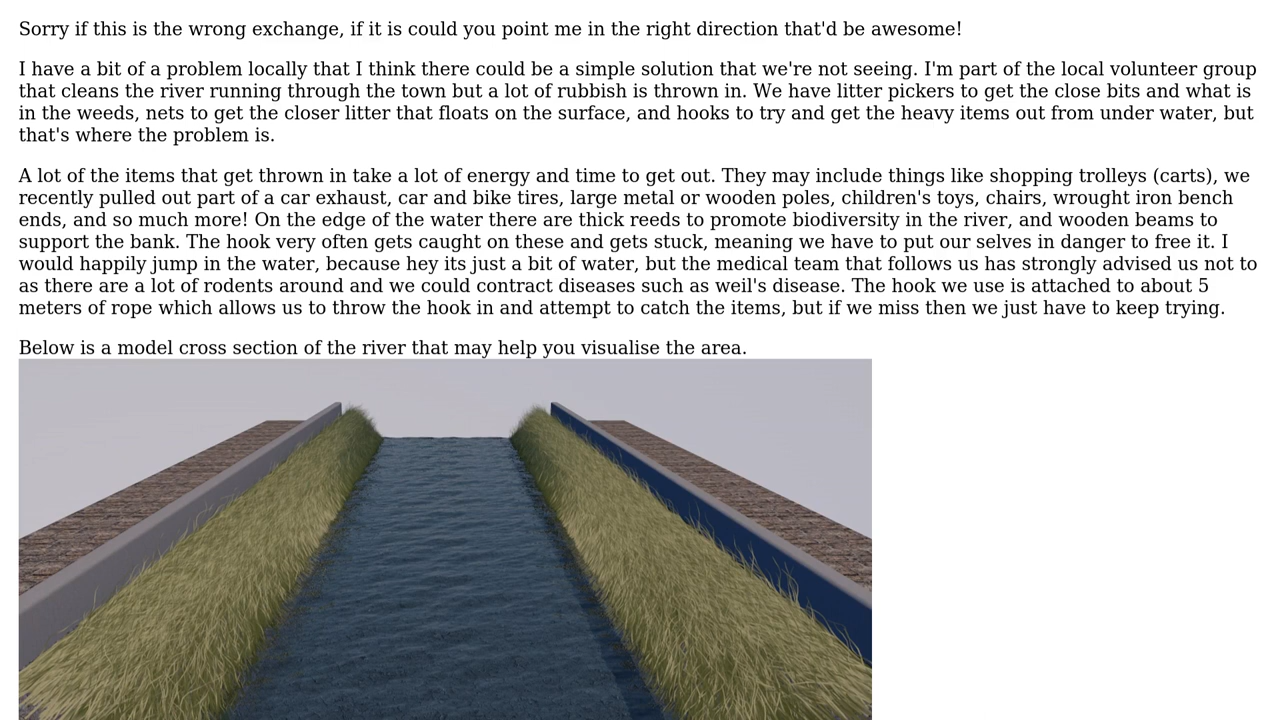 Sorry if this is the wrong exchange, if it is could you point me in the right direction that'd be awesome!
I have a bit of a problem locally that I think there could be a simple solution that we're not seeing. I'm part of the local volunteer group
that cleans the river running through the town but a lot of rubbish is thrown in. We have litter pickers to get the close bits and what is
in the weeds, nets to get the closer litter that floats on the surface, and hooks to try and get the heavy items out from under water, but
that's where the problem is.
A lot of the items that get thrown in take a lot of energy and time to get out. They may include things like shopping trolleys (carts), we
recently pulled out part of a car exhaust, car and bike tires, large metal or wooden poles, children's toys, chairs, wrought iron bench
ends, and so much more! On the edge of the water there are thick reeds to promote biodiversity in the river, and wooden beams to
support the bank. The hook very often gets caught on these and gets stuck, meaning we have to put our selves in danger to free it. I
would happily jump in the water, because hey its just a bit of water, but the medical team that follows us has strongly advised us not to
as there are a lot of rodents around and we could contract diseases such as weil's disease. The hook we use is attached to about 5
meters of rope which allows us to throw the hook in and attempt to catch the items, but if we miss then we just have to keep trying.
Below is a model cross section of the river that may help you visualise the area.